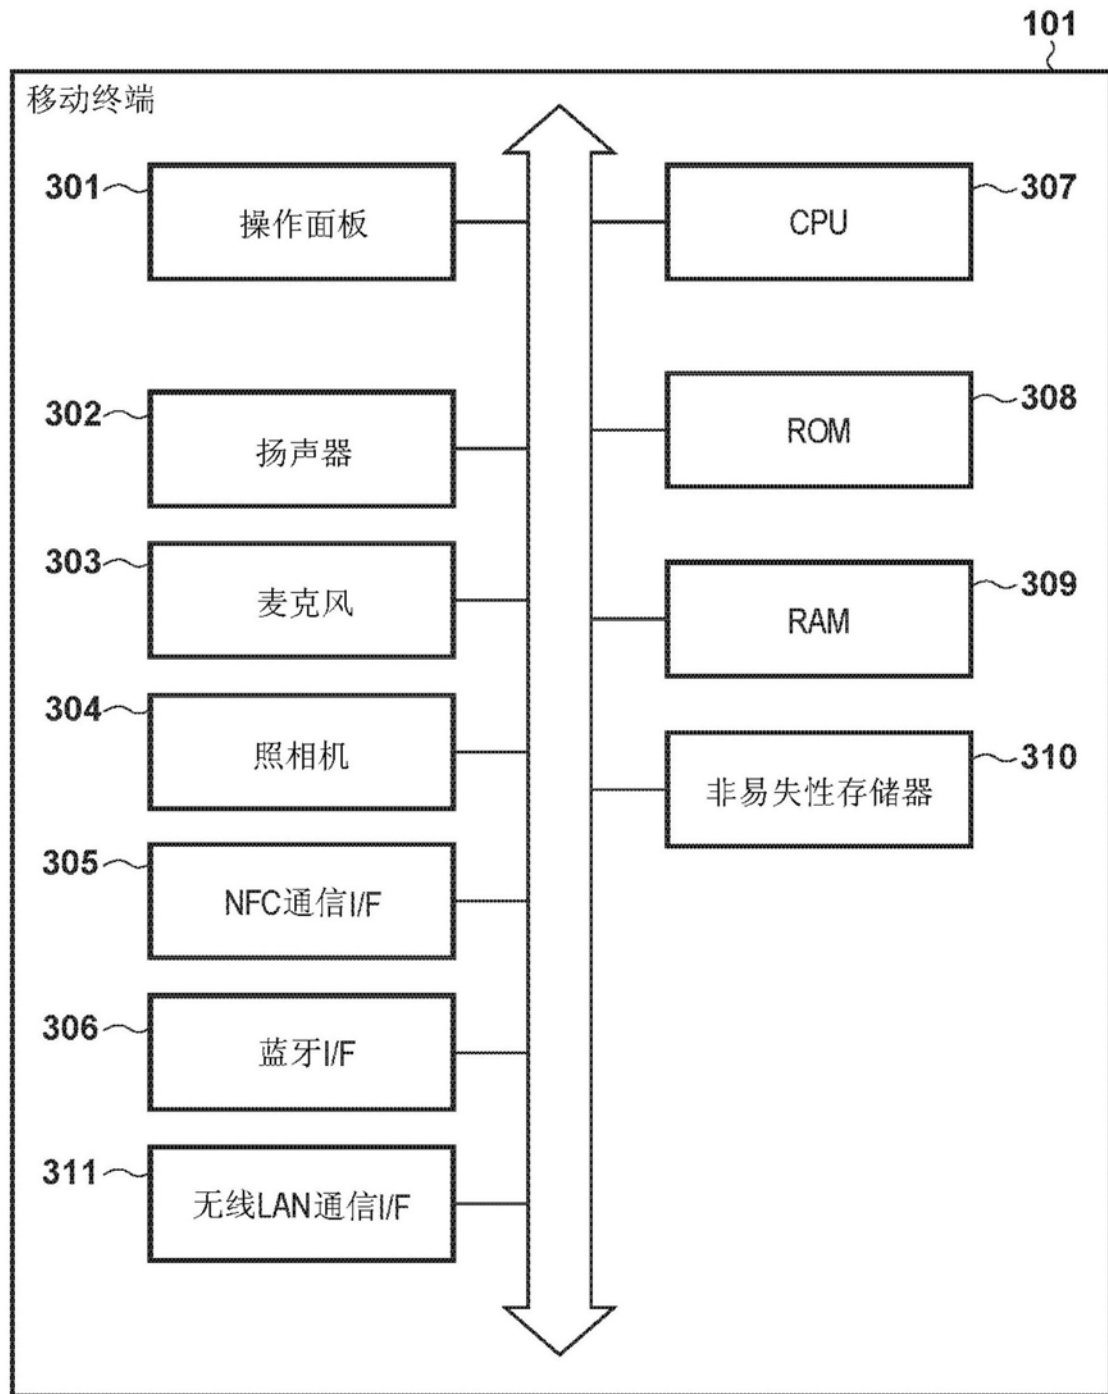 101
移动终端
301
操作面板
307
CPU
302
扬声器
308
ROM
303
麦克风
309
RAM
304
照相机
310
非易失性存储器
305
NFC通信I/F
306
蓝牙I/F
311
无线LAN通信I/F